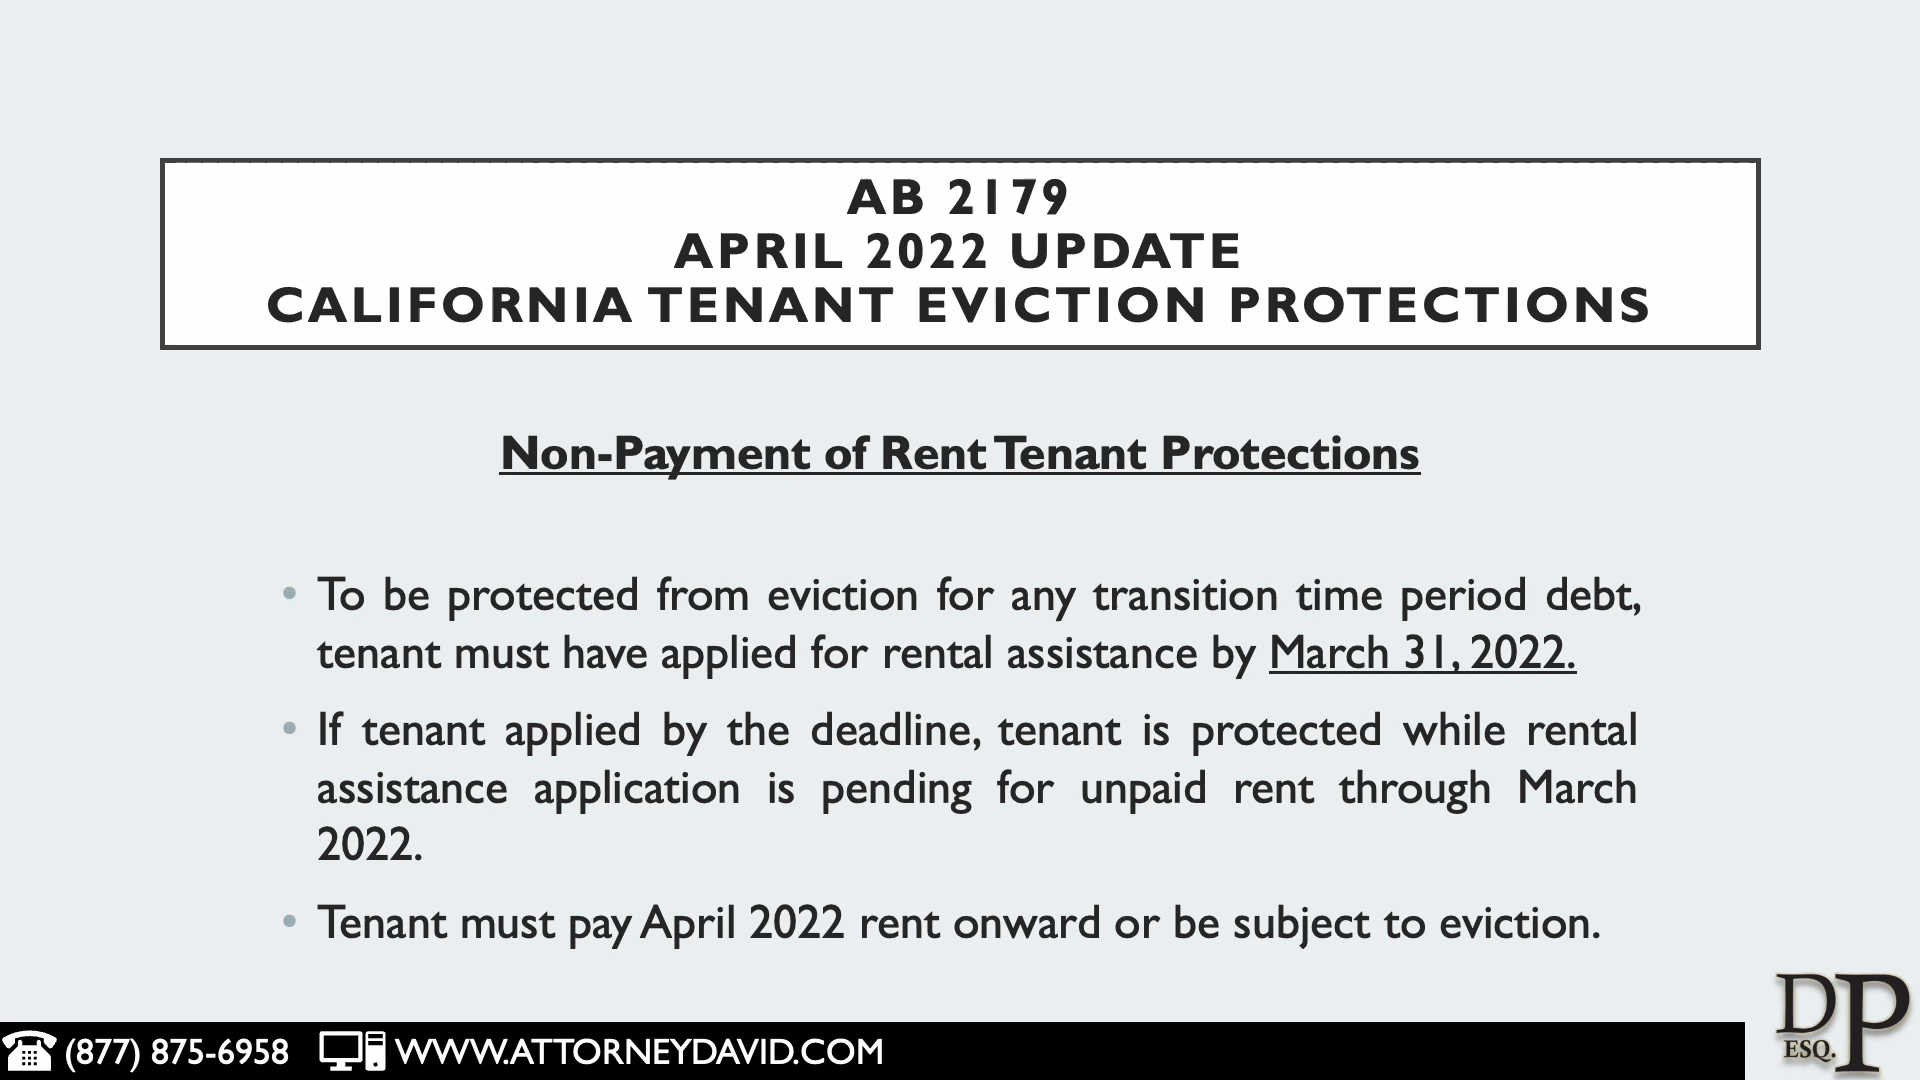 AB 2179
APRIL 2022 UPDATE
CALIFORNIA TENANT EVICTION PROTECTIONS
Non-Payment of Rent Tenant Protections
• To be protected from eviction for any transition time period debt,
tenant must have applied for rental assistance by March 31, 2022.
• If tenant applied by the deadline, tenant is protected while rental
assistance application is pending for unpaid rent through March
2022.
• Tenant must pay April 2022 rent onward or be subject to eviction.
(877) 875-6958 WWW.ATTORNEYDAVID.COM
DP
ESQ.